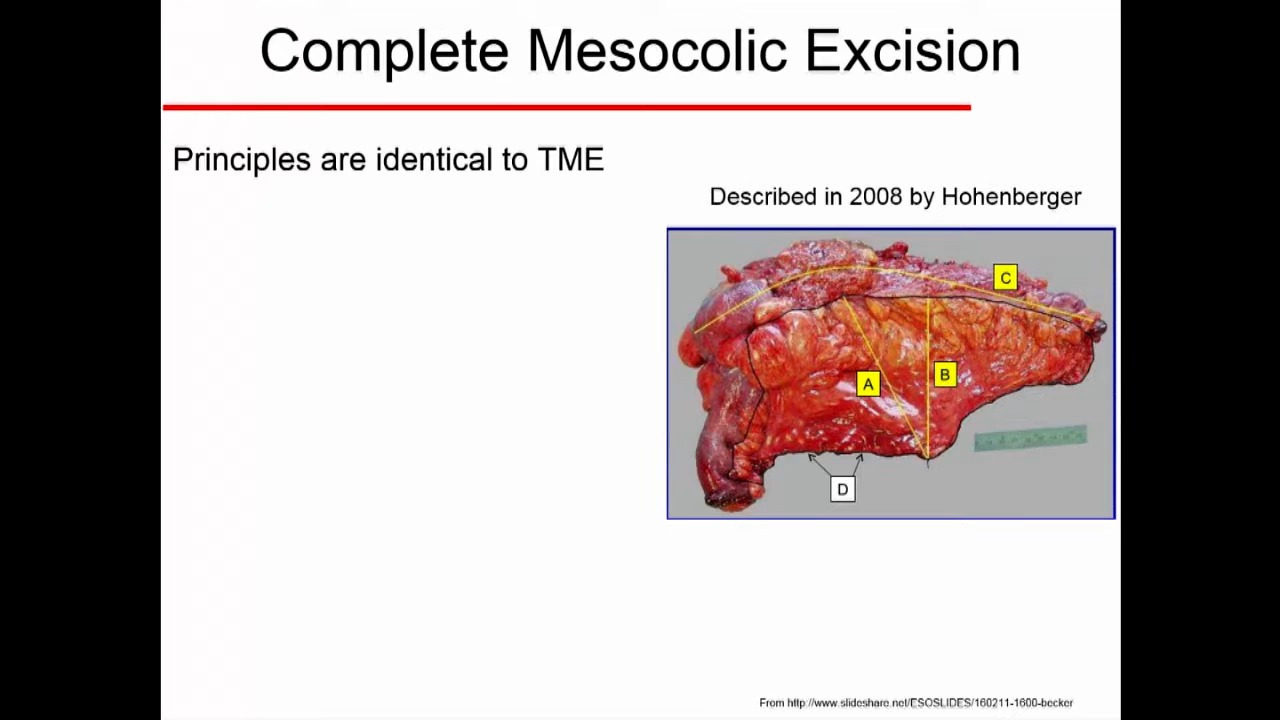 Complete Mesocolic Excision
Principles are identical to TME
Described in 2008 by Hohenberger
C
A
B
D
From http://www.slideshare.net/ESOSLIDES/160211-1600-becker